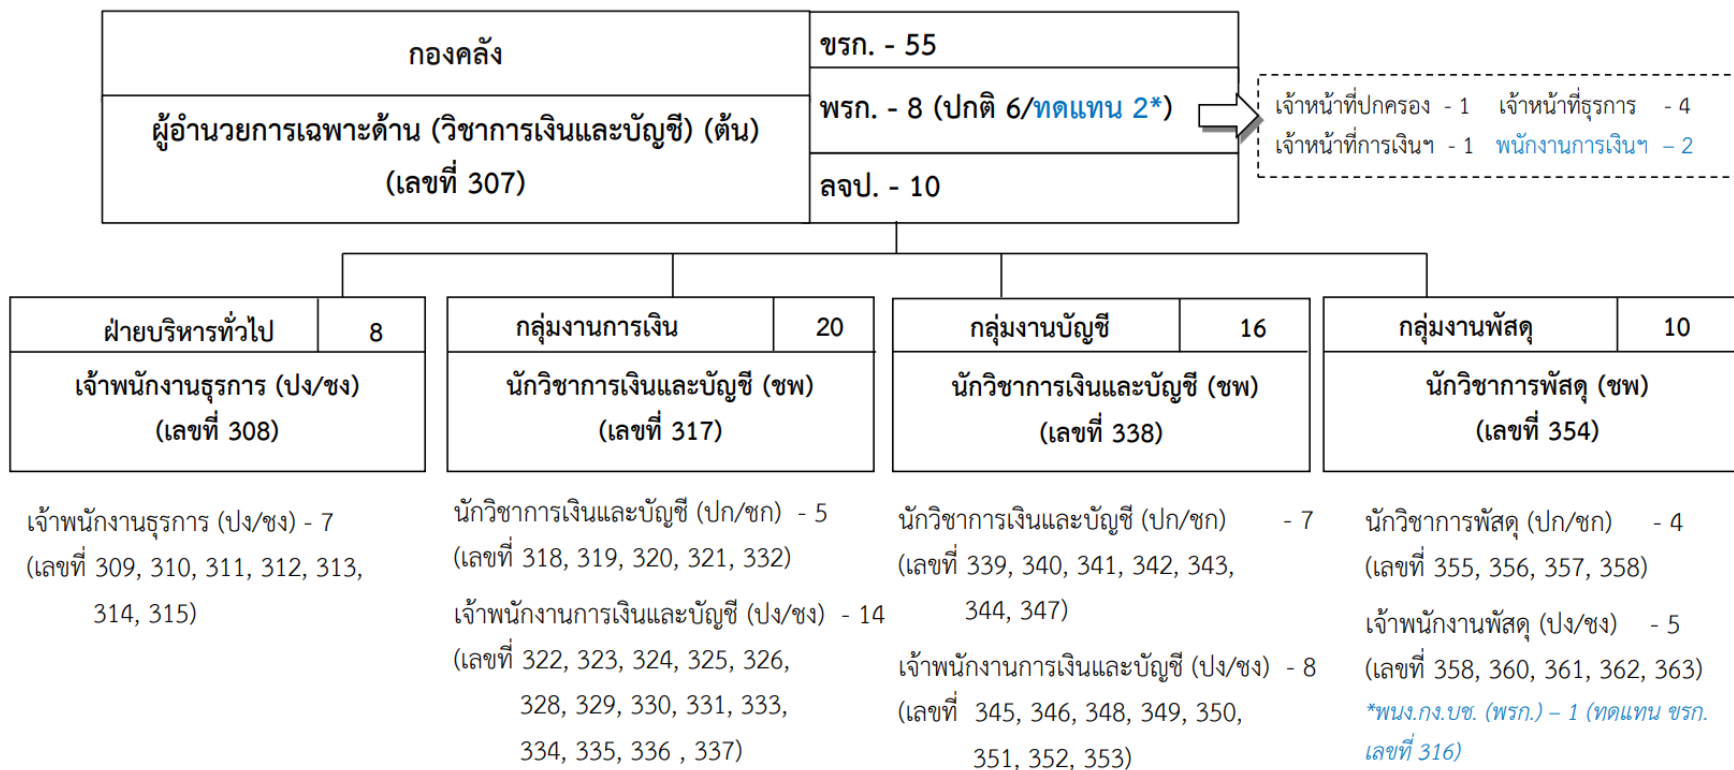 กองคลัง
ผู้อำนวยการเฉพาะด้าน (วิชาการเงินและบัญชี) (ต้น)
(เลขที่ 307)
ขรก. - 55
พรก. - 8 (ปกติ 6/ทดแทน 2*)
ลจป. - 10
เจ้าหน้าที่ปกครอง - 1 เจ้าหน้าที่ธุรการ - 4
เจ้าหน้าที่การเงินฯ - 1 พนักงานการเงินฯ – 2
ฝ่ายบริหารทั่วไป 8
เจ้าพนักงานธุรการ (ปง/ชง)
(เลขที่ 308)
เจ้าพนักงานธุรการ (ปง/ชง) - 7
(เลขที่ 309, 310, 311, 312, 313,
314, 315)
กลุ่มงานการเงิน 20
นักวิชาการเงินและบัญชี (ชพ)
(เลขที่ 317)
นักวิชาการเงินและบัญชี (ปก/ชก) - 5
(เลขที่ 318, 319, 320, 321, 332)
เจ้าพนักงานการเงินและบัญชี (ปง/ชง) - 14
(เลขที่ 322, 323, 324, 325, 326,
328, 329, 330, 331, 333,
334, 335, 336 , 337)
กลุ่มงานบัญชี 16
นักวิชาการเงินและบัญชี (ชพ)
(เลขที่ 338)
นักวิชาการเงินและบัญชี (ปก/ชก) - 7
(เลขที่ 339, 340, 341, 342, 343,
344, 347)
เจ้าพนักงานการเงินและบัญชี (ปง/ชง) - 8
(เลขที่ 345, 346, 348, 349, 350,
351, 352, 353)
กลุ่มงานพัสดุ 10
นักวิชาการพัสดุ (ชพ)
(เลขที่ 354)
นักวิชาการพัสดุ (ปก/ชก) - 4
(เลขที่ 355, 356, 357, 358)
เจ้าพนักงานพัสดุ (ปง/ชง) - 5
(เลขที่ 358, 360, 361, 362, 363)
*พนง.กง.บช. (พรก.) – 1 (ทดแทน ขรก.
เลขที่ 316)